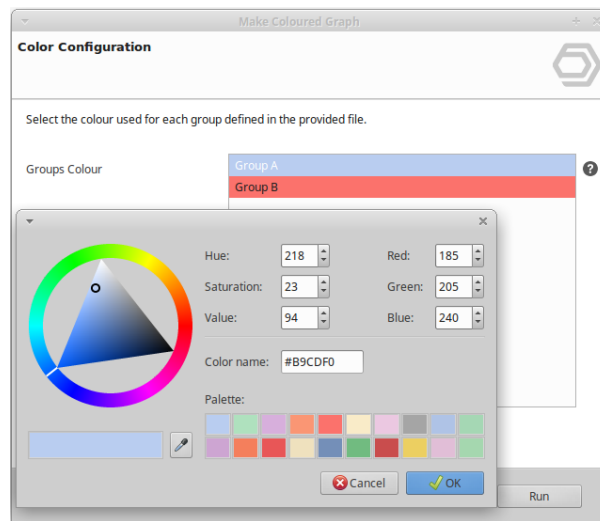 Make Coloured Graph
Color Configuration
Select the colour used for each group defined in the provided file.
Groups Colour
Group A
?
Group B
Hue: 218 Red: 185
Saturation: 23 Green: 205
Value: 94 Blue: 240
Color name: #B9CDF0
Palette:
Cancel OK
Run